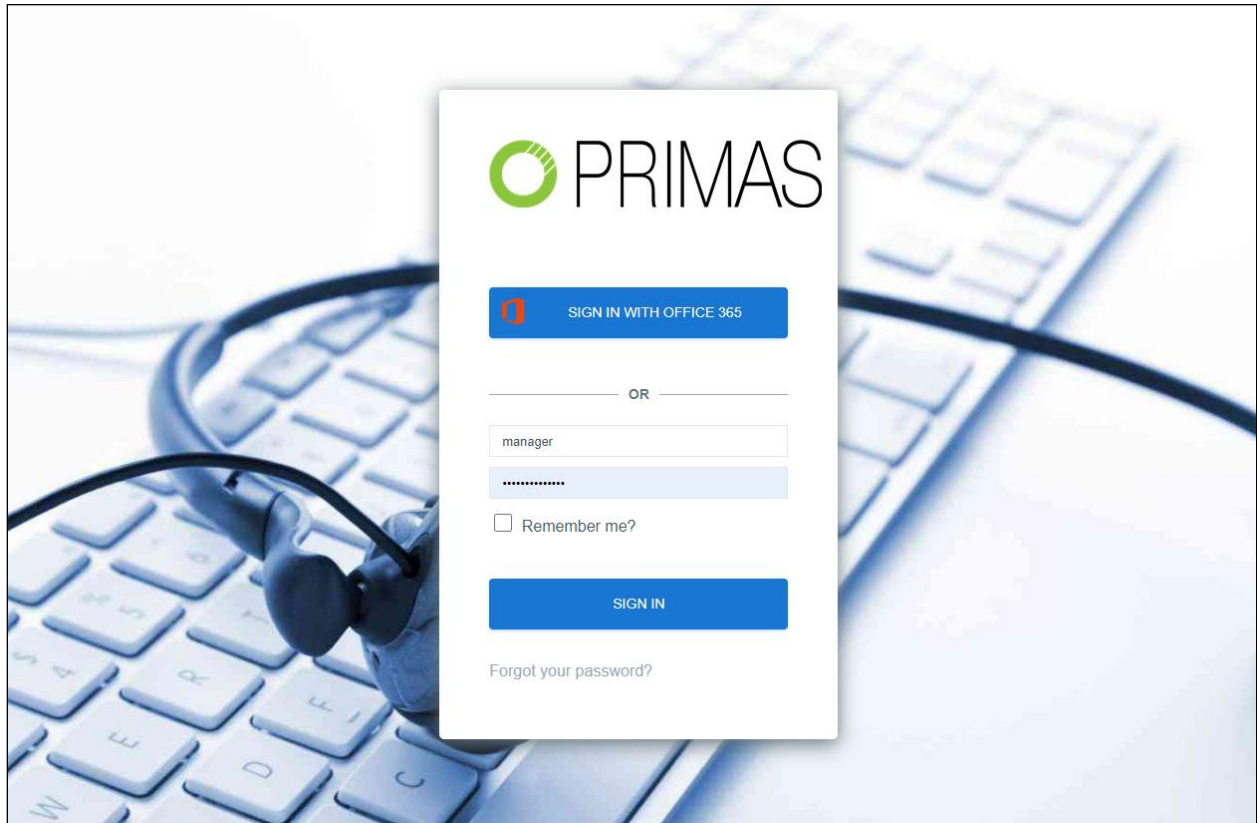 PRIMAS
SIGN IN WITH OFFICE 365
OR
manager
••••••••••••••
Remember me?
SIGN IN
Forgot your password?
S
A
R
F
E
D
C
W